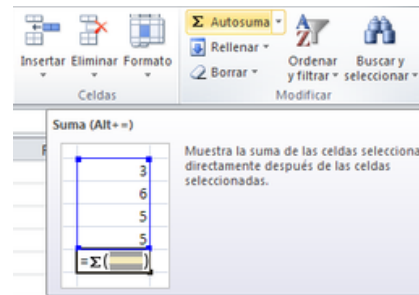 Insertar Eliminar Formato
Celdas
Σ Autosuma
Rellenar
Borrar
Ordenar
y filtrar
Buscar y
seleccionar
Modificar
Suma (Alt+=)
3
6
5
5
=Σ( )
Muestra la suma de las celdas selecciona
directamente después de las celdas
seleccionadas.